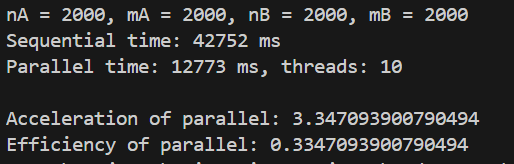 nA = 2000, mA = 2000, nB = 2000, mB = 2000
Sequential time: 42752 ms
Parallel time: 12773 ms, threads: 10
Acceleration of parallel: 3.347093900790494
Efficiency of parallel: 0.3347093900790494